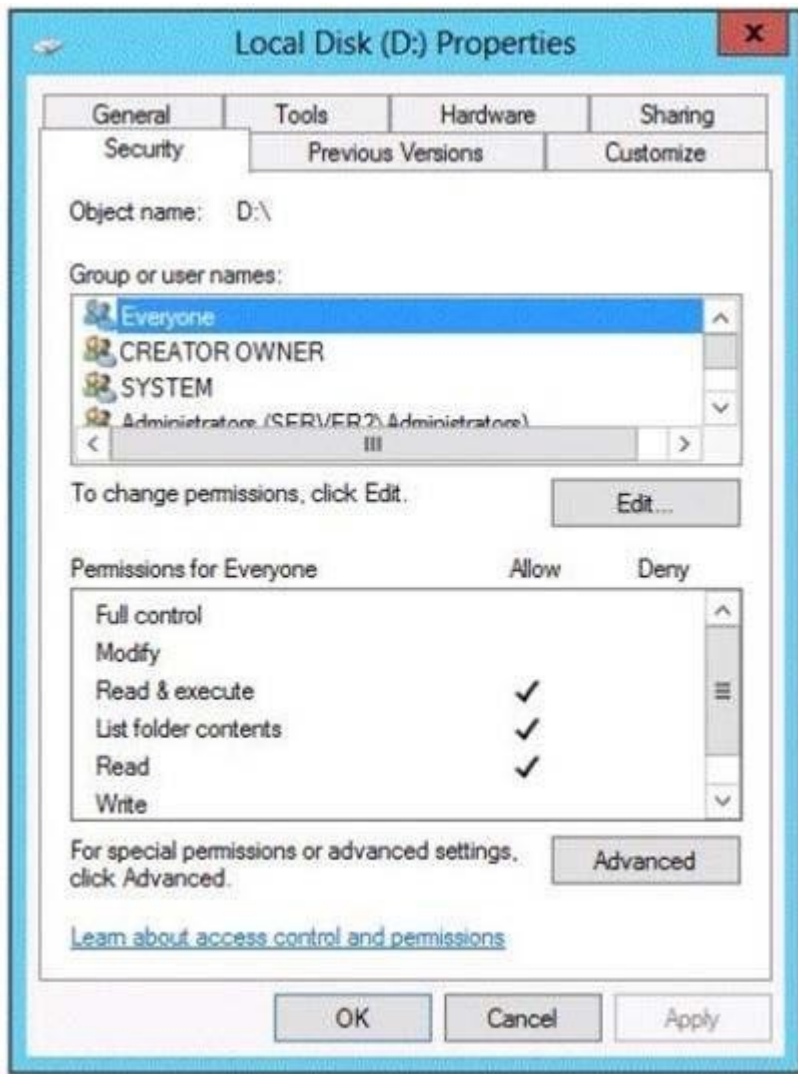 Local Disk (D:) Properties
x
General Tools Hardware Sharing
Security Previous Versions Customize
Object name: D:\
Group or user names:
Everyone
CREATOR OWNER
SYSTEM
Administrators (SERVER2\Administrators)
To change permissions, click Edit.
Edit...
Permissions for Everyone Allow Deny
Full control
Modify
Read & execute
List folder contents
Read
Write
For special permissions or advanced settings,
click Advanced.
Advanced
Learn about access control and permissions
OK Cancel Apply